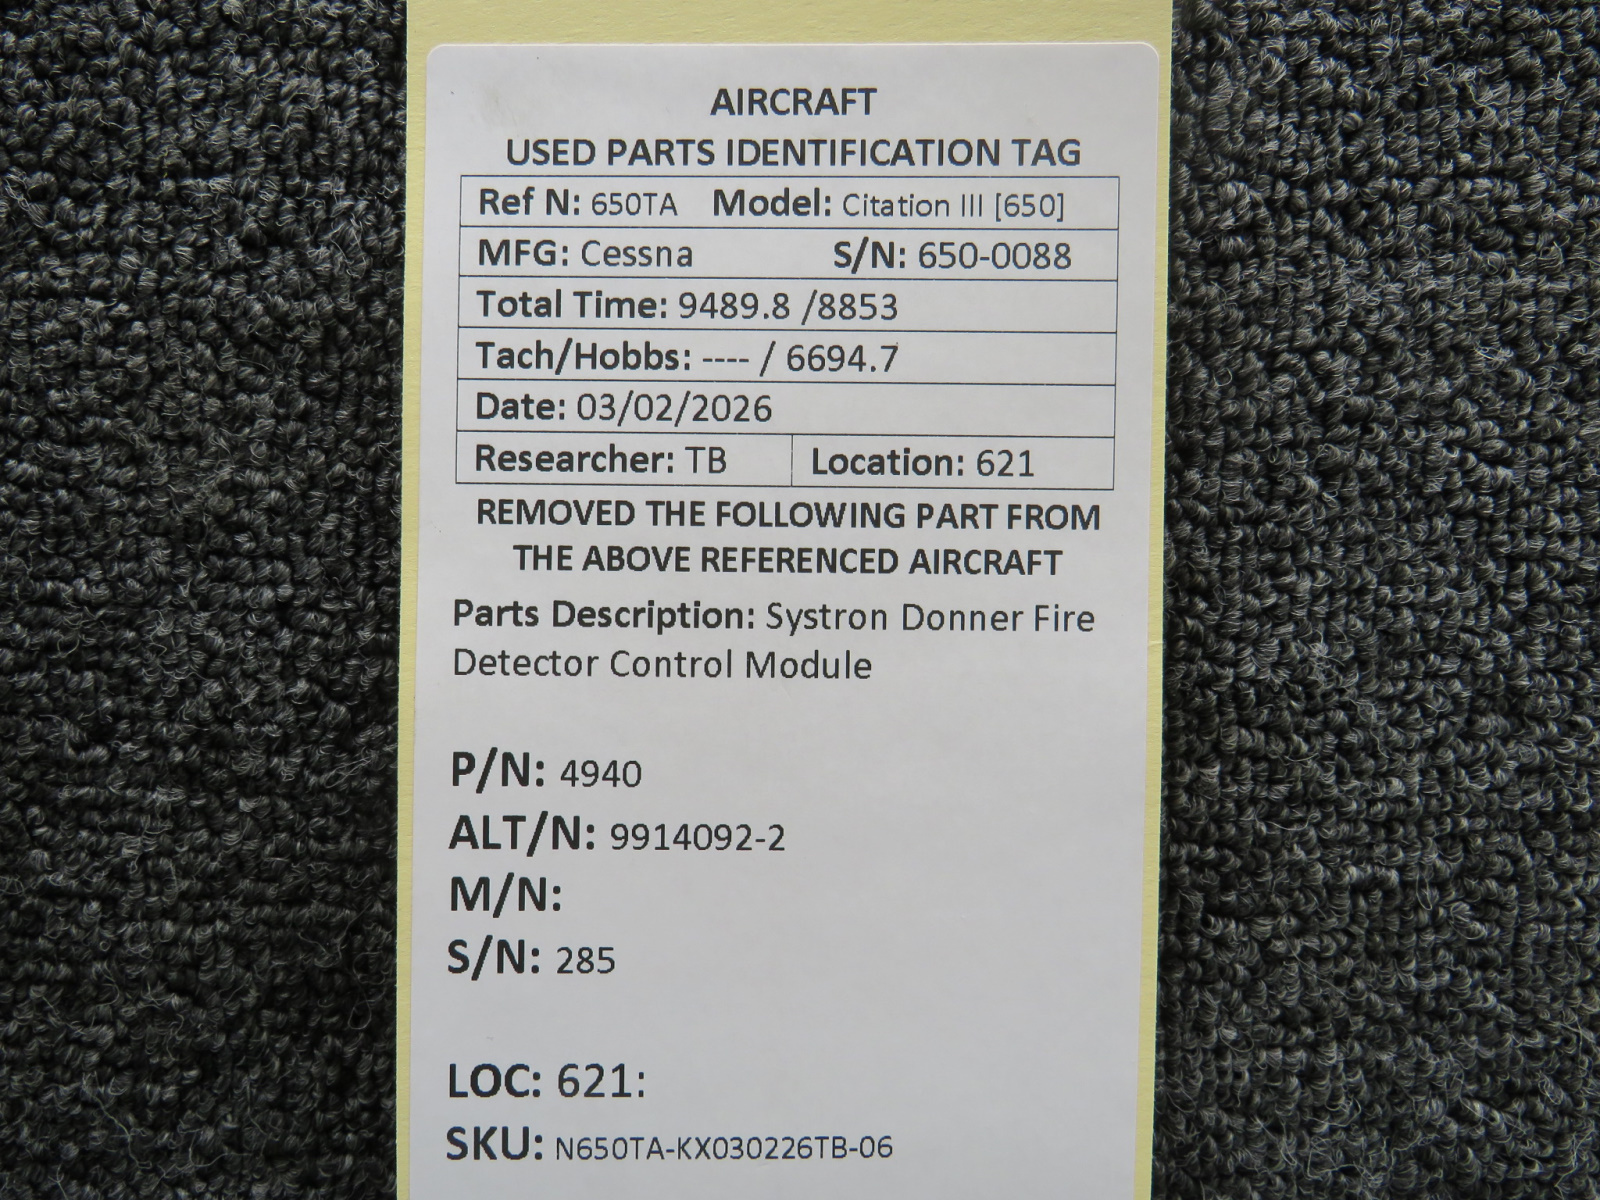 AIRCRAFT
USED PARTS IDENTIFICATION TAG
Ref N: 650TA Model: Citation III [650]
MFG: Cessna S/N: 650-0088
Total Time: 9489.8 /8853
Tach/Hobbs: ---- / 6694.7
Date: 03/02/2026
Researcher: TB Location: 621
REMOVED THE FOLLOWING PART FROM
THE ABOVE REFERENCED AIRCRAFT
Parts Description: Systron Donner Fire
Detector Control Module
P/N: 4940
ALT/N: 9914092-2
M/N:
S/N: 285
LOC: 621:
SKU: N650TA-KX030226TB-06